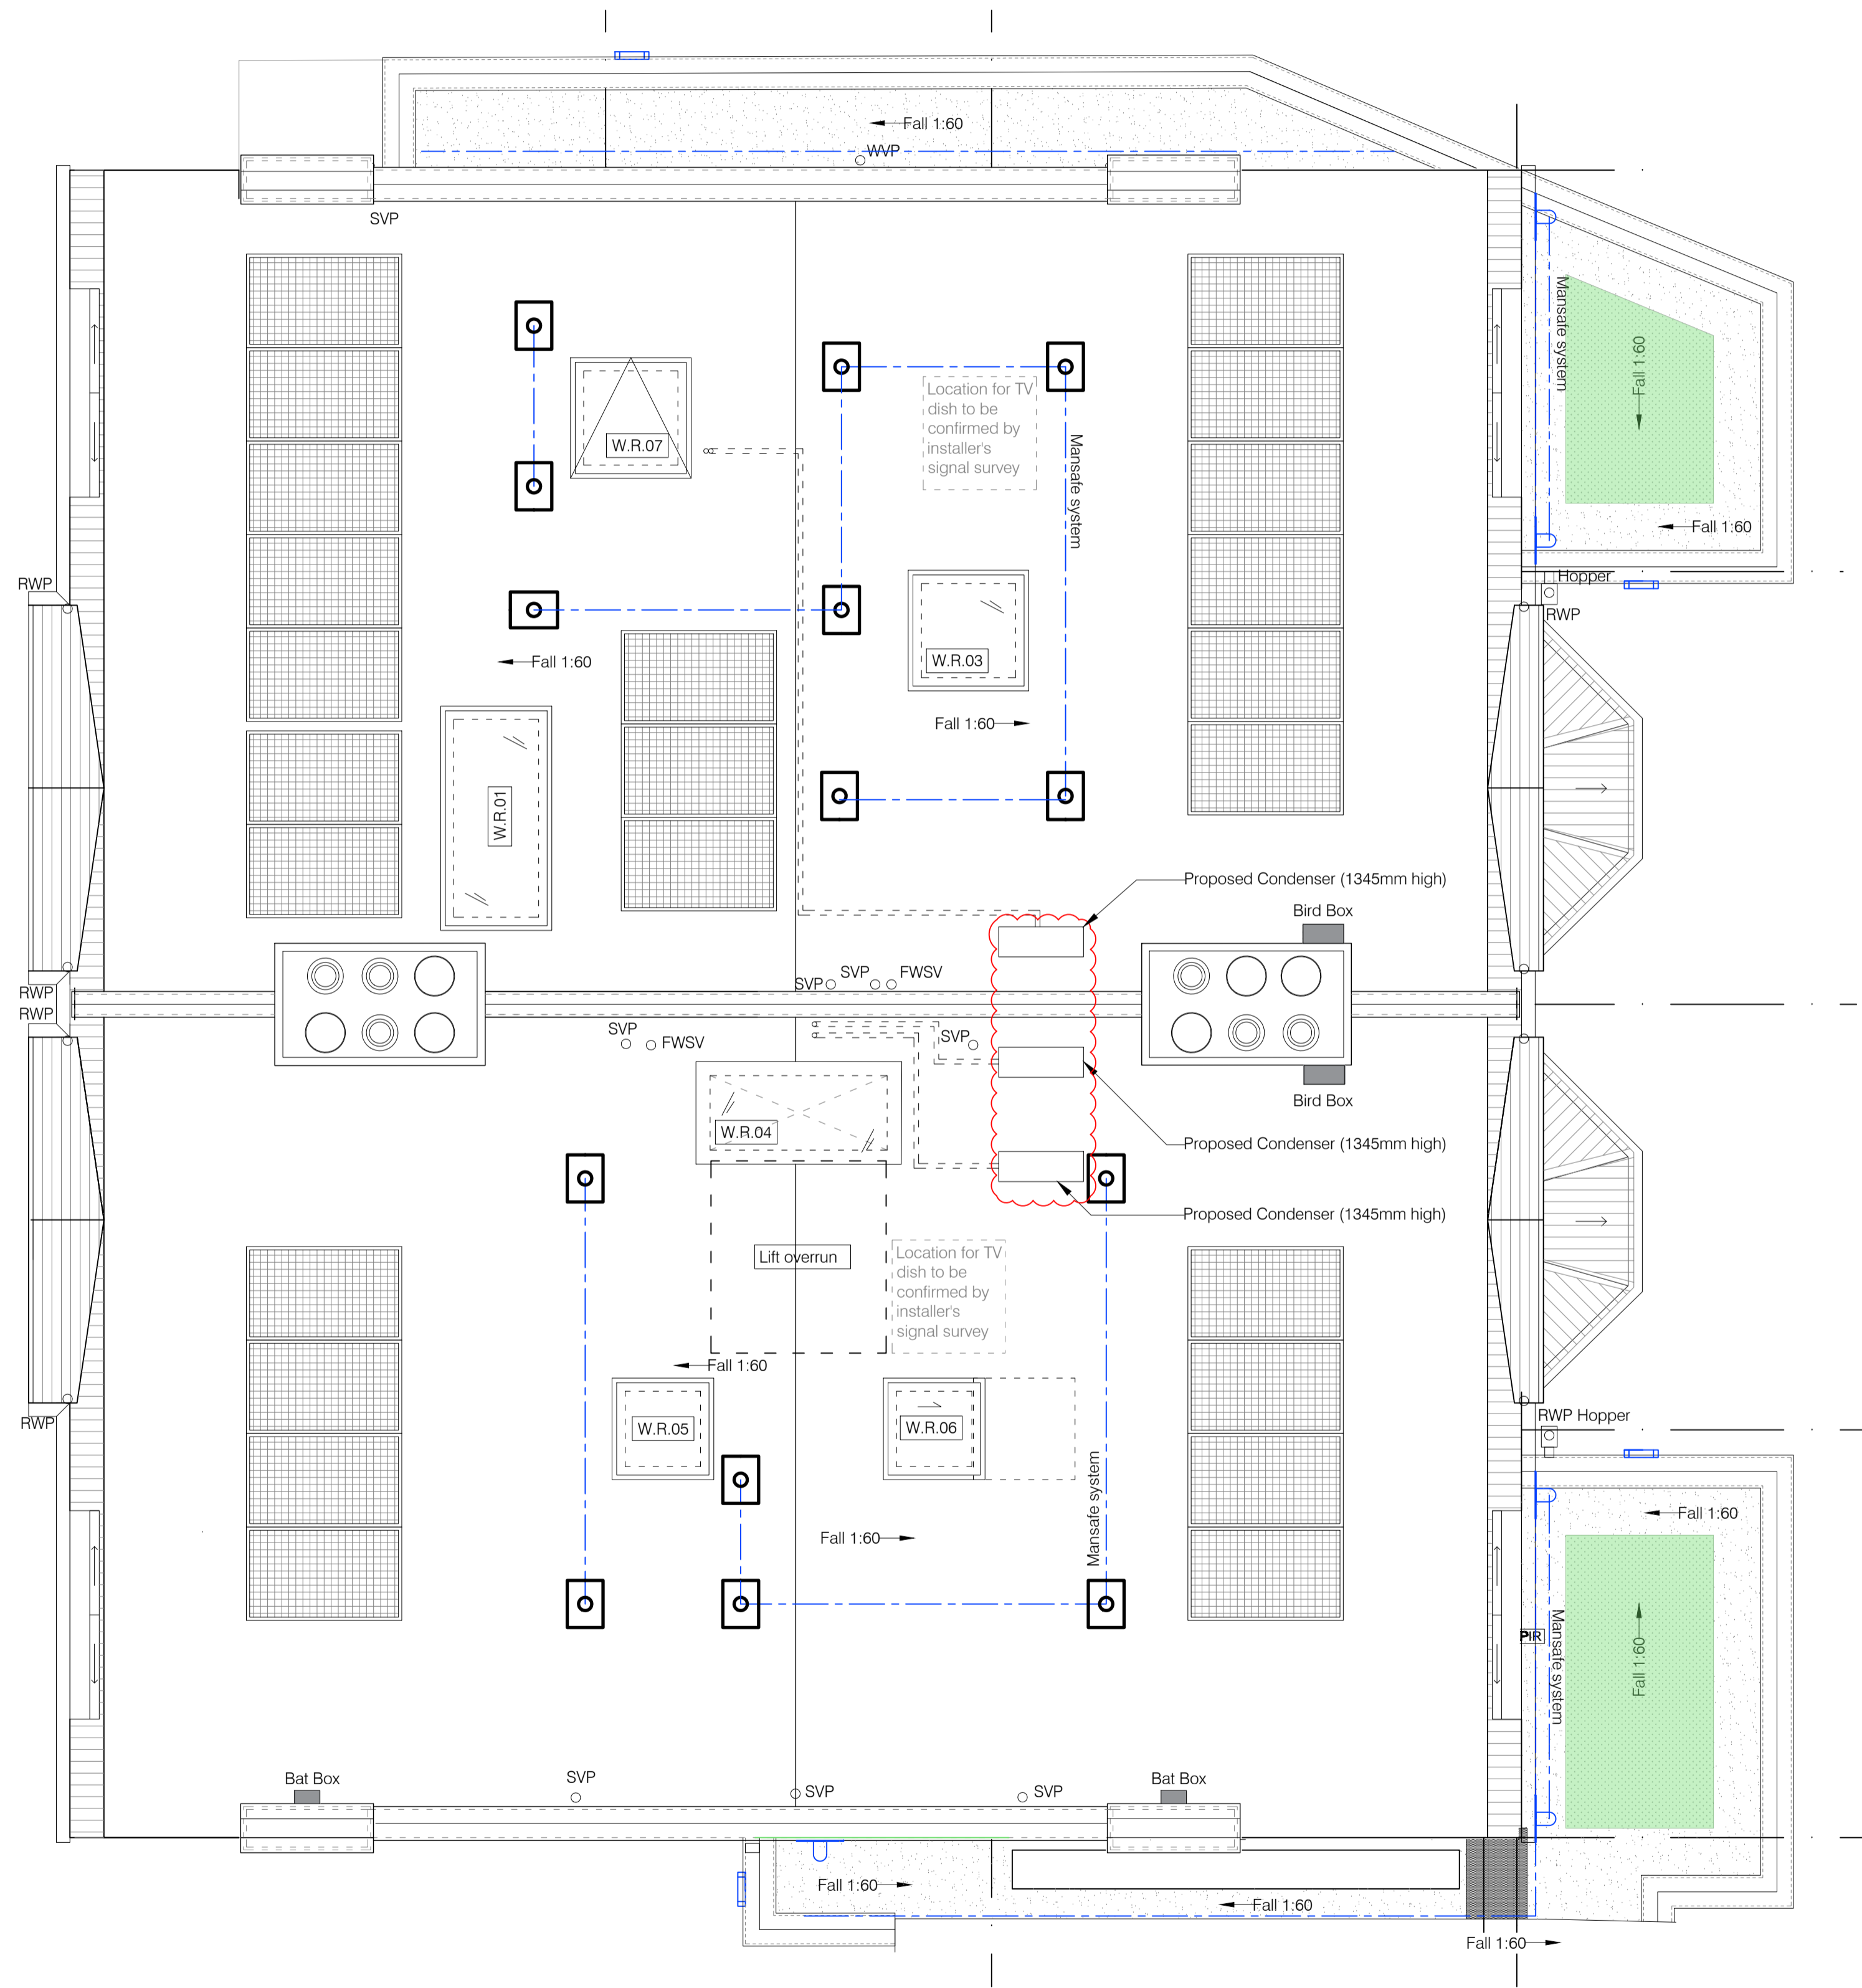 Fall 1:60
WVP
SVP
Mansafe system
Fall 1:60
Location for TV
dish to be
confirmed by
installer's
signal survey
W.R.07
Mansafe system
Fall 1:60
Hopper
RWP
RWP
W.R.03
Fall 1:60
Fall 1:60
W.R.01
Proposed Condenser (1345mm high)
Bird Box
SVP
SVP
FWSV
RWP
RWP
SVP
FWSV
SVP
Bird Box
W.R.04
Proposed Condenser (1345mm high)
Proposed Condenser (1345mm high)
Lift overrun
Location for TV
dish to be
confirmed by
installer's
signal survey
Fall 1:60
RWP
W.R.05
W.R.06
RWP Hopper
Mansafe system
Fall 1:60
Fall 1:60
PIR
Mansafe system
Fall 1:60
Bat Box
SVP
SVP
SVP
Bat Box
Fall 1:60
Fall 1:60
Fall 1:60